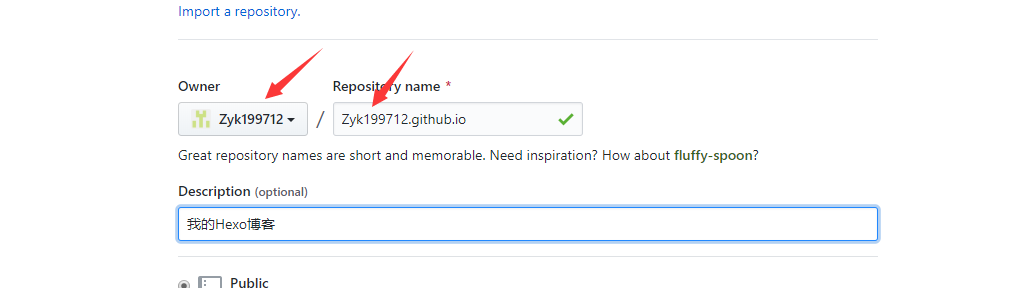 Import a repository.
Owner Repository name *
Zyk199712 / Zyk199712.github.io
Great repository names are short and memorable. Need inspiration? How about fluffy-spoon?
Description (optional)
我的Hexo博客
Public